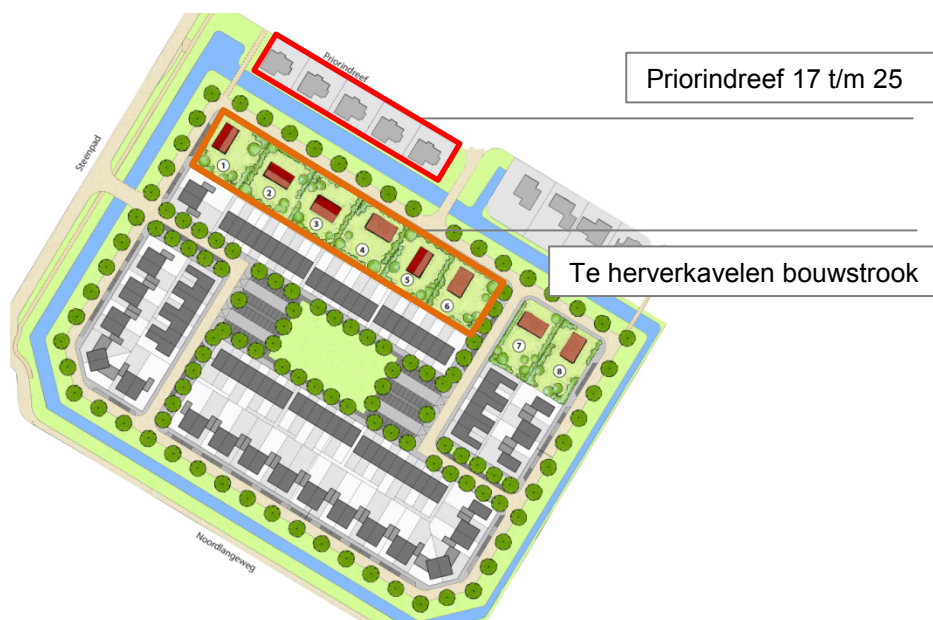 Priorindreef
Priorindreef 17 t/m 25
Steenpad
Te herverkavelen bouwstrook
1
2
3
4
5
6
7
8
Noordlangeweg